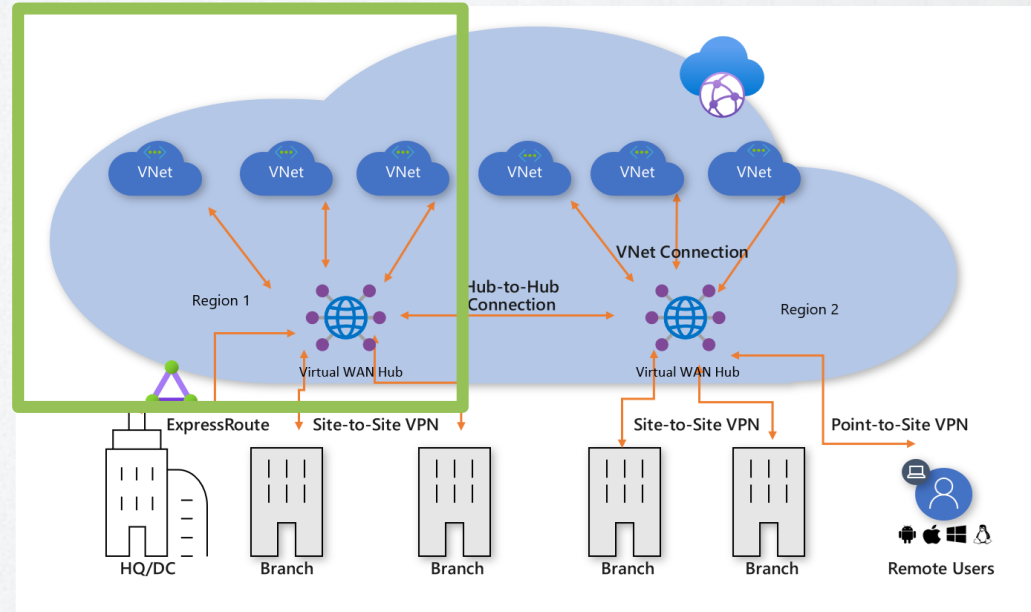 VNet
VNet
VNet
VNet
VNet
VNet
VNet Connection
Hub-to-Hub
Connection
Region 1
Region 2
Virtual WAN Hub
Virtual WAN Hub
ExpressRoute
Site-to-Site VPN
Site-to-Site VPN
Point-to-Site VPN
HQ/DC
Branch
Branch
Branch
Branch
Remote Users